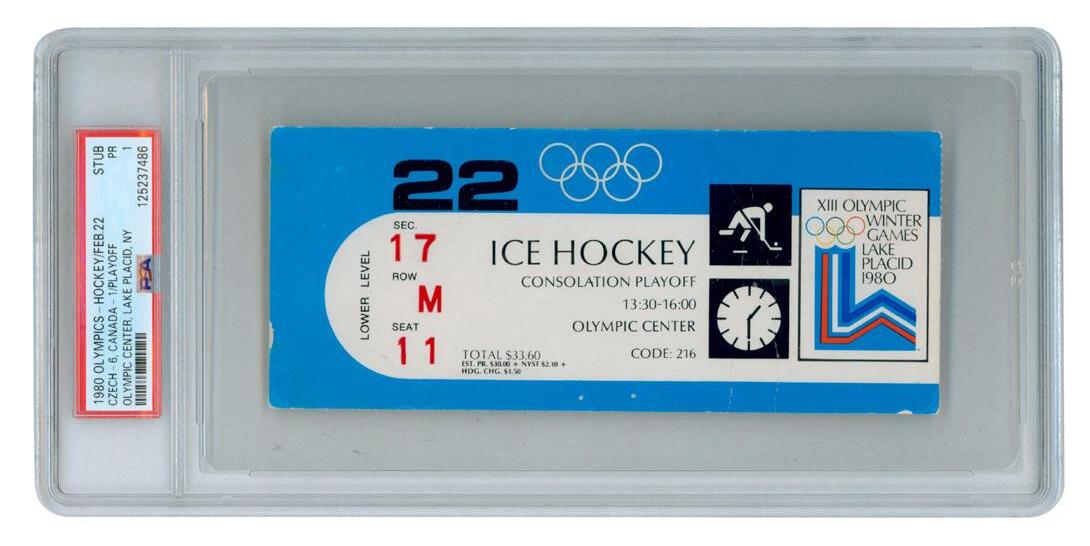 1980 OLYMPICS - HOCKEY/FEB.22 STUB
CZECH - 6, CANADA - 1/PLAYOFF PR
OLYMPIC CENTER, LAKE PLACID, NY 1
125237486
PSA
22
SEC.
17
ROW
M
SEAT
11
LOWER LEVEL
ICE HOCKEY
CONSOLATION PLAYOFF
13:30-16:00
OLYMPIC CENTER
CODE: 216
TOTAL $33.60
EST. PR. $30.00 + NYST $2.10 +
HDG. CHG. $1.50
XIII OLYMPIC
WINTER
GAMES
LAKE
PLACID
1980